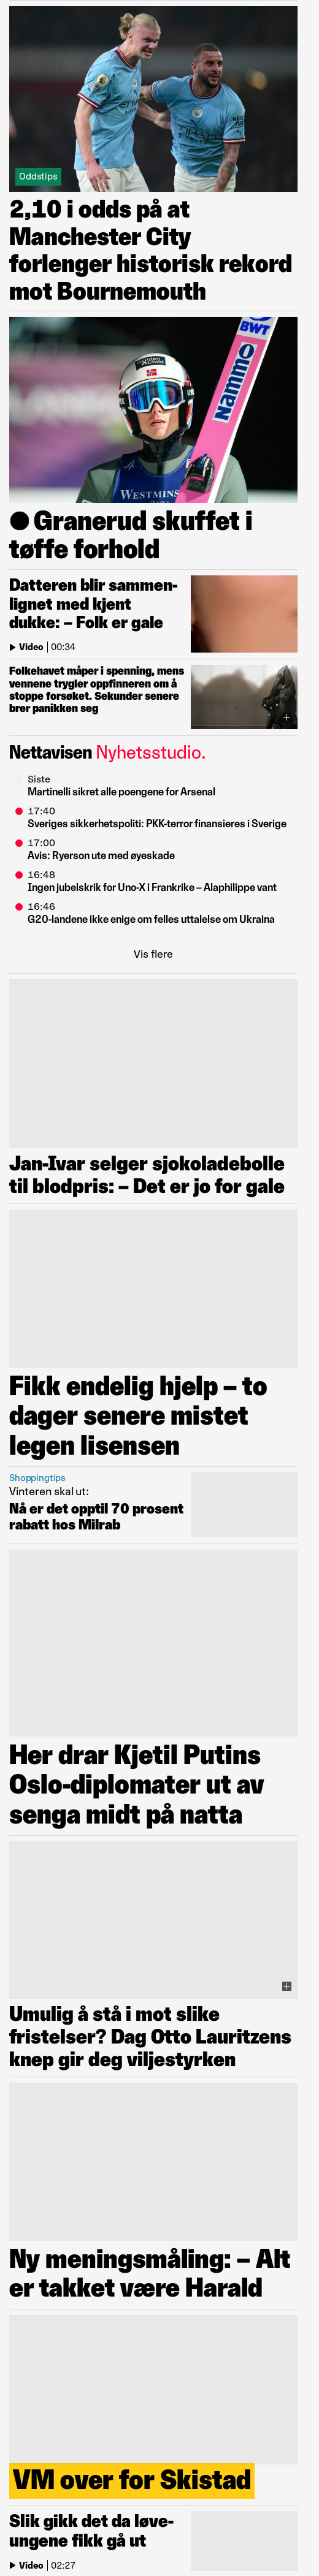 Oddstips
2,10 i odds på at
Manchester City
forlenger historisk rekord
mot Bournemouth
BWT
NAMMO
WESTMINS
Granerud skuffet i
tøffe forhold
Datteren blir sammen-
lignet med kjent
dukke: – Folk er gale
Video | 00:34
Folkehavet måper i spenning, mens
vennene trygler oppfinneren om å
stoppe forsøket. Sekunder senere
brer panikken seg
Nettavisen Nyhetsstudio.
Siste
Martinelli sikret alle poengene for Arsenal
17:40
Sveriges sikkerhetspoliti: PKK-terror finansieres i Sverige
17:00
Avis: Ryerson ute med øyeskade
16:48
Ingen jubelskrik for Uno-X i Frankrike – Alaphilippe vant
16:46
G20-landene ikke enige om felles uttalelse om Ukraina
Vis flere
Jan-Ivar selger sjokoladebolle
til blodpris: – Det er jo for gale
Fikk endelig hjelp – to
dager senere mistet
legen lisensen
Shoppingtips
Vinteren skal ut:
Nå er det opptil 70 prosent
rabatt hos Milrab
Her drar Kjetil Putins
Oslo-diplomater ut av
senga midt på natta
Umulig å stå i mot slike
fristelser? Dag Otto Lauritzens
knep gir deg viljestyrken
Ny meningsmåling: – Alt
er takket være Harald
VM over for Skistad
Slik gikk det da løve-
ungene fikk gå ut
Video | 02:27